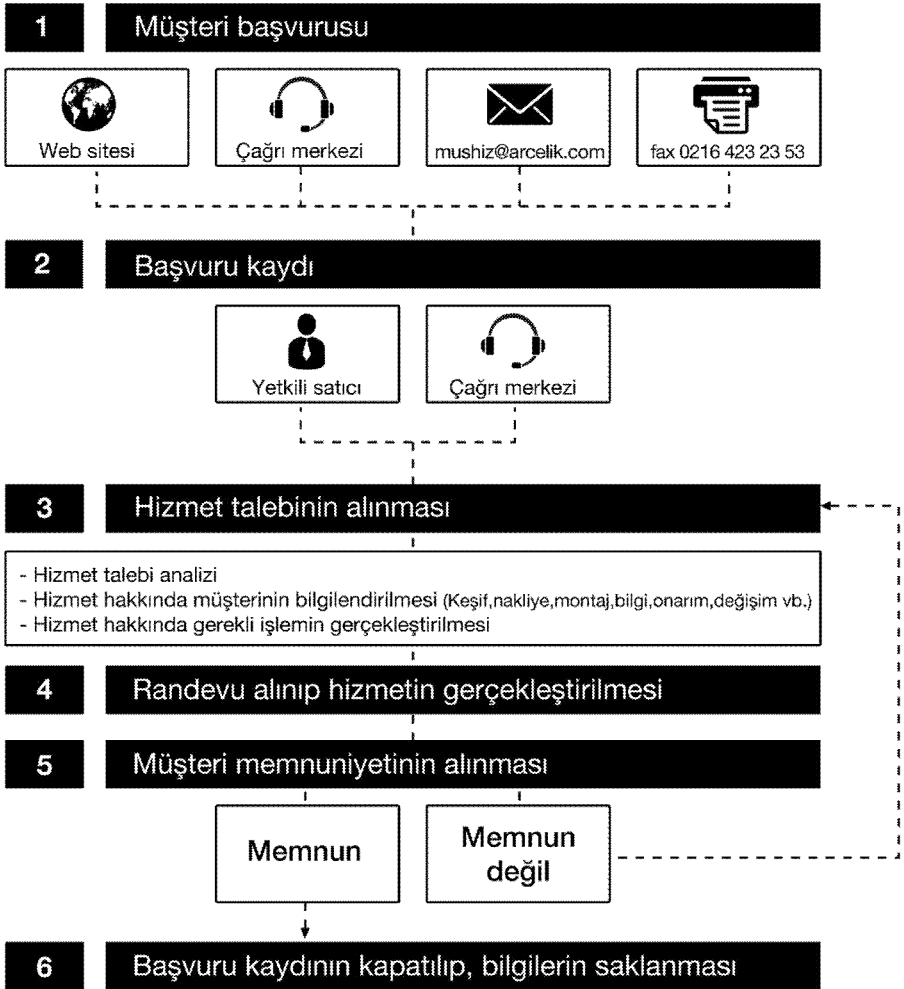 1 Müşteri başvurusu
Web sitesi
Çağrı merkezi
mushiz@arcelik.com
fax 0216 423 23 53
2 Başvuru kaydı
Yetkili satıcı
Çağrı merkezi
3 Hizmet talebinin alınması
- Hizmet talebi analizi
- Hizmet hakkında müşterinin bilgilendirilmesi (Keşif,nakliye,montaj,bilgi,onarım,değişim vb.)
- Hizmet hakkında gerekli işlemin gerçekleştirilmesi
4 Randevu alınıp hizmetin gerçekleştirilmesi
5 Müşteri memnuniyetinin alınması
Memnun
Memnun
değil
6 Başvuru kaydının kapatılıp, bilgilerin saklanması